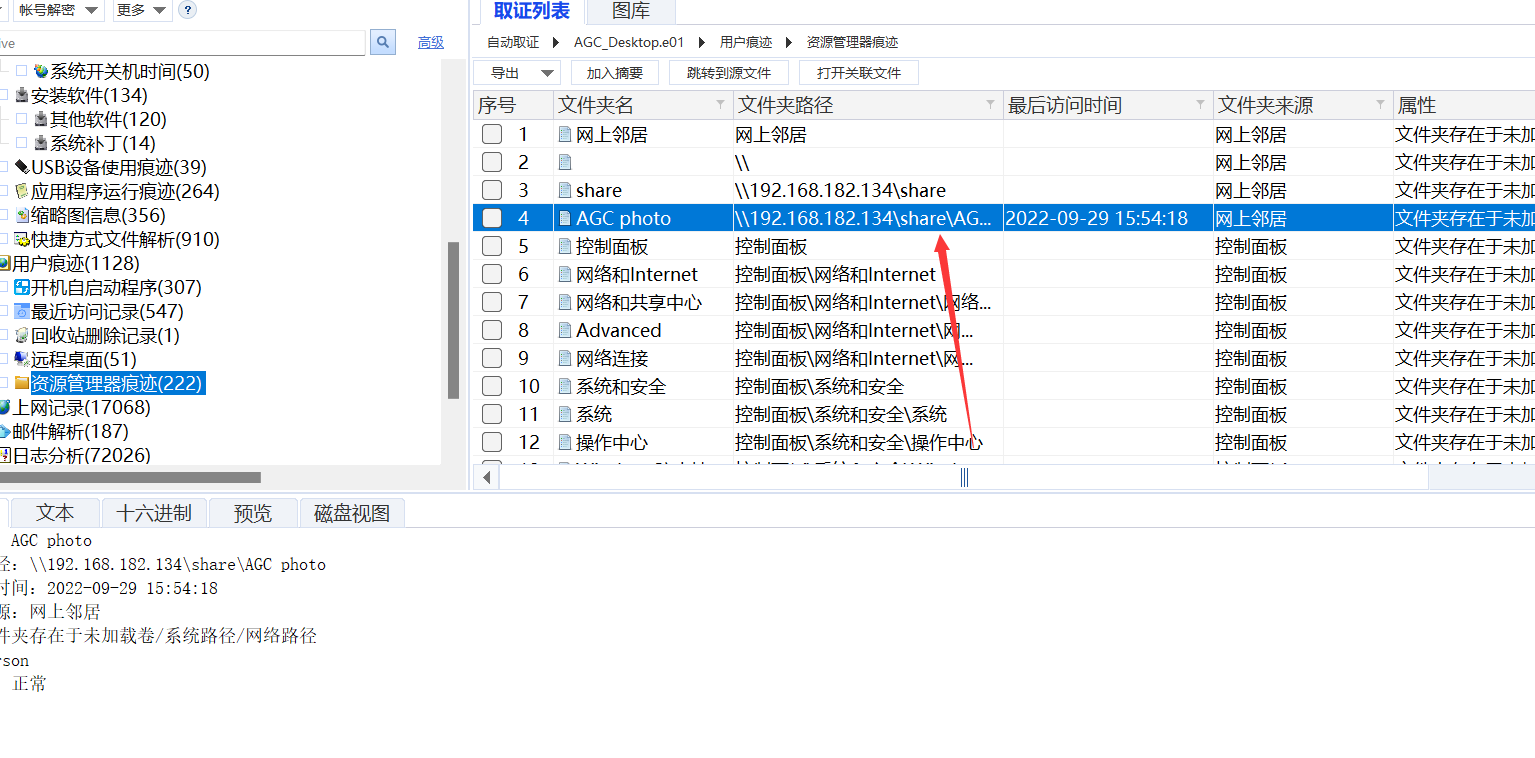 帐号解密 更多 ?
ive 高级
系统开关机时间(50)
安装软件(134)
其他软件(120)
系统补丁(14)
USB设备使用痕迹(39)
应用程序运行痕迹(264)
缩略图信息(356)
快捷方式文件解析(910)
用户痕迹(1128)
开机自启动程序(307)
最近访问记录(547)
回收站删除记录(1)
远程桌面(51)
资源管理器痕迹(222)
上网记录(17068)
邮件解析(187)
日志分析(72026)
取证列表 图库
自动取证 AGC_Desktop.e01 用户痕迹 资源管理器痕迹
导出 加入摘要 跳转到源文件 打开关联文件
序号 文件夹名 文件夹路径 最后访问时间 文件夹来源 属性
1 网上邻居 网上邻居 网上邻居 文件夹存在于未加
2 \\ 网上邻居 文件夹存在于未加
3 share \\192.168.182.134\share 网上邻居 文件夹存在于未加
4 AGC photo \\192.168.182.134\share\AG... 2022-09-29 15:54:18 网上邻居 文件夹存在于未加
5 控制面板 控制面板 控制面板 文件夹存在于未加
6 网络和Internet 控制面板\网络和Internet 控制面板 文件夹存在于未加
7 网络和共享中心 控制面板\网络和Internet\网络... 控制面板 文件夹存在于未加
8 Advanced 控制面板\网络和Internet\网... 控制面板 文件夹存在于未加
9 网络连接 控制面板\网络和Internet\网... 控制面板 文件夹存在于未加
10 系统和安全 控制面板\系统和安全 控制面板 文件夹存在于未加
11 系统 控制面板\系统和安全\系统 控制面板 文件夹存在于未加
12 操作中心 控制面板\系统和安全\操作中心 控制面板 文件夹存在于未加
文本 十六进制 预览 磁盘视图
AGC photo
径: \\192.168.182.134\share\AGC photo
时间: 2022-09-29 15:54:18
源: 网上邻居
件夹存在于未加载卷/系统路径/网络路径
rson
正常